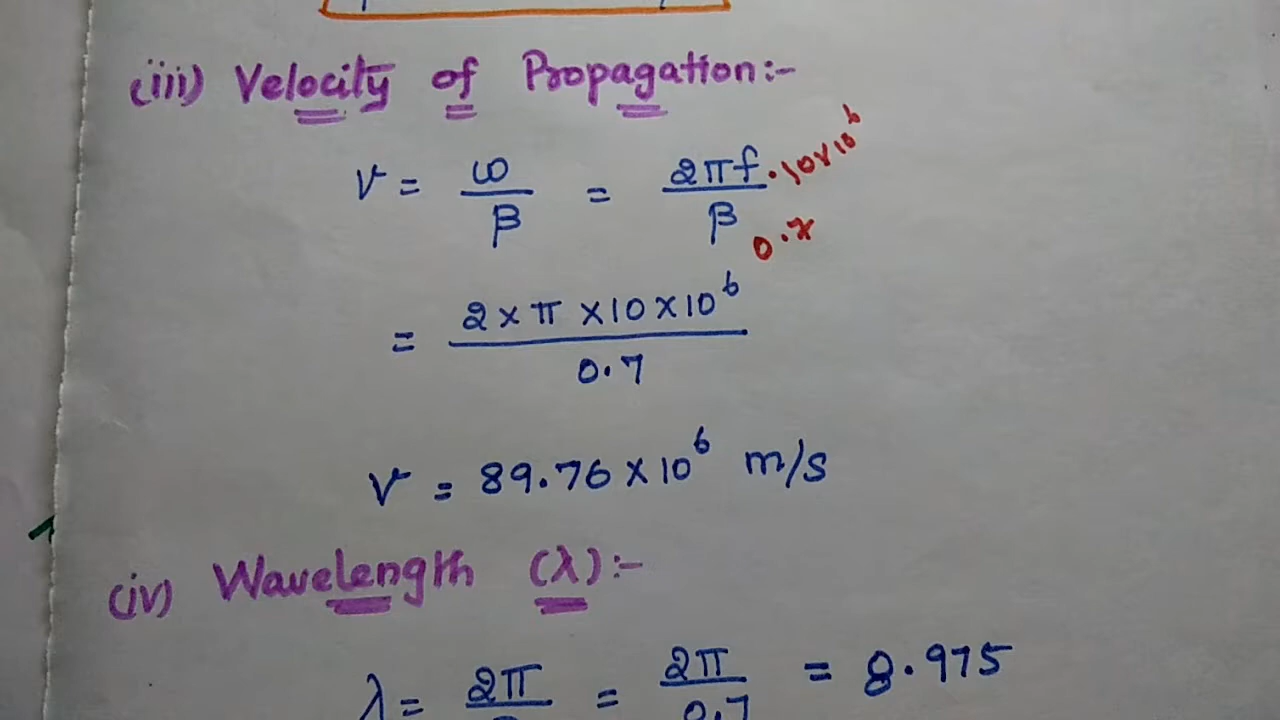 (iii) Velocity of Propagation:-
V = ω/β = 2πf/β · 10×10⁶ 0.7
= 2 × π × 10 × 10⁶ / 0.7
V = 89.76 × 10⁶ m/s
(iv) Wavelength (λ):-
λ = 2π = 2π/0.7 = 8.975